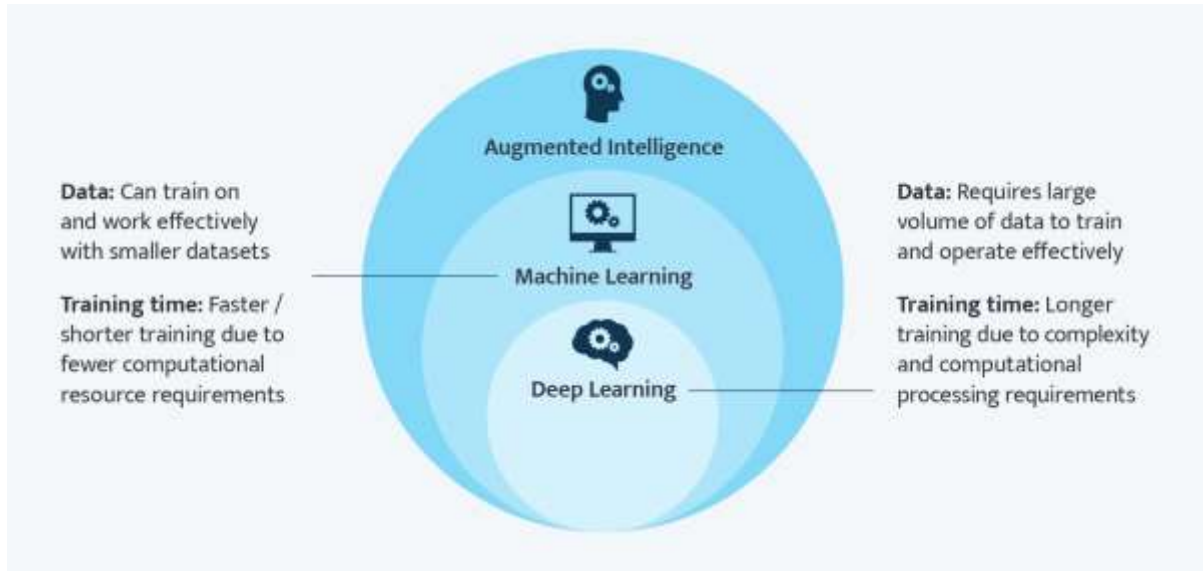 Augmented Intelligence
Data: Can train on
and work effectively
with smaller datasets
Training time: Faster /
shorter training due to
fewer computational
resource requirements
Machine Learning
Deep Learning
Data: Requires large
volume of data to train
and operate effectively
Training time: Longer
training due to complexity
and computational
processing requirements